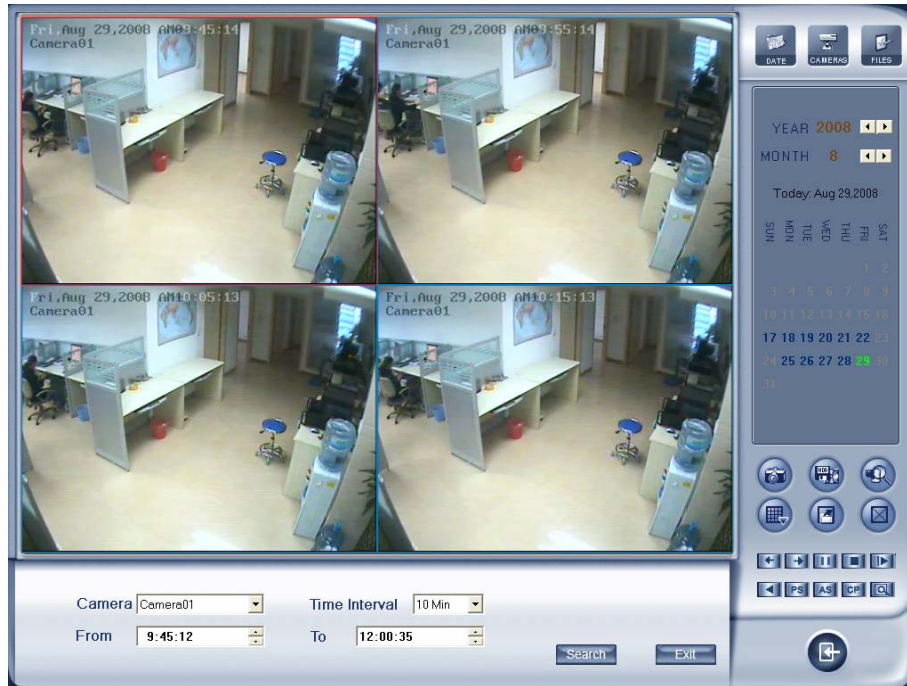 Fri,Aug 29,2008 AM09:45:14
Camera01
Fri,Aug 29,2008 AM09:55:14
Camera01
Fri,Aug 29,2008 AM10:05:13
Camera01
Fri,Aug 29,2008 AM10:15:13
Camera01
DATE CAMERAS FILES
YEAR 2008
MONTH 8
Today: Aug 29,2008
SUN MON TUE WED THU FRI SAT
1 2
3 4 5 6 7 8 9
10 11 12 13 14 15 16
17 18 19 20 21 22 23
24 25 26 27 28 29 30
31
HDD
PS AS CP
Camera Camera01 Time Interval 10 Min
From 9:45:12 To 12:00:35
Search Exit